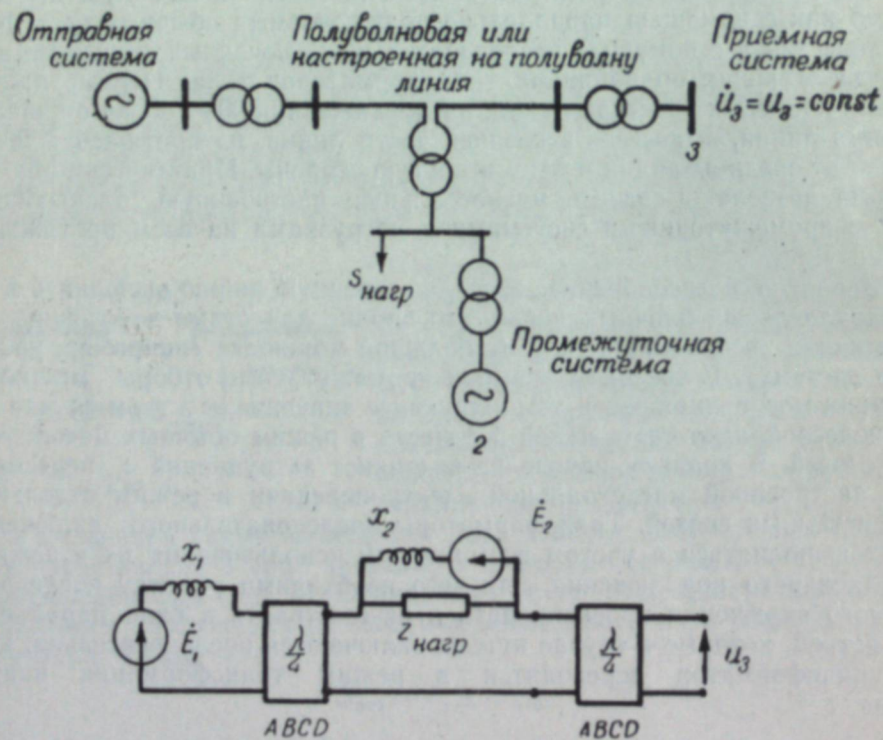 Отправная
система
Полуволновая или
настроенная на полуволну
линия
Приемная
система
U̇₃=U₃=const
3
Sнагр
Промежуточная
система
2
x₁
Ė₁
λ/4
x₂
Ė₂
Zнагр
λ/4
U₃
ABCD
ABCD